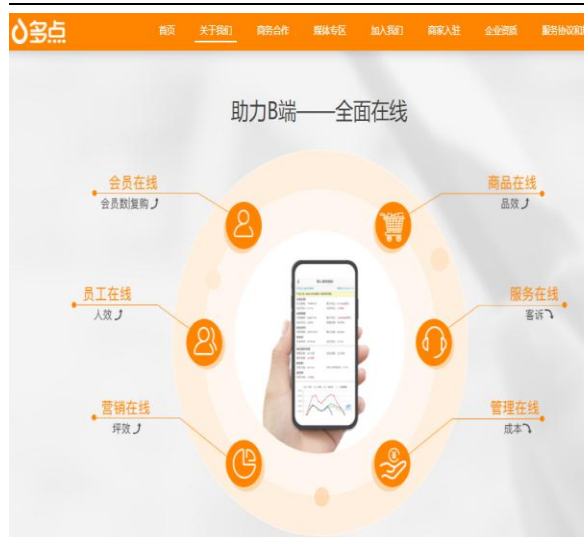 多点
首页 关于我们 商务合作 媒体专区 加入我们 商家入驻 企业资质 服务协议和
助力B端——全面在线
会员在线
会员数|复购⤴
商品在线
品效⤴
员工在线
人效⤴
服务在线
客诉⤵
营销在线
坪效⤴
管理在线
成本⤵